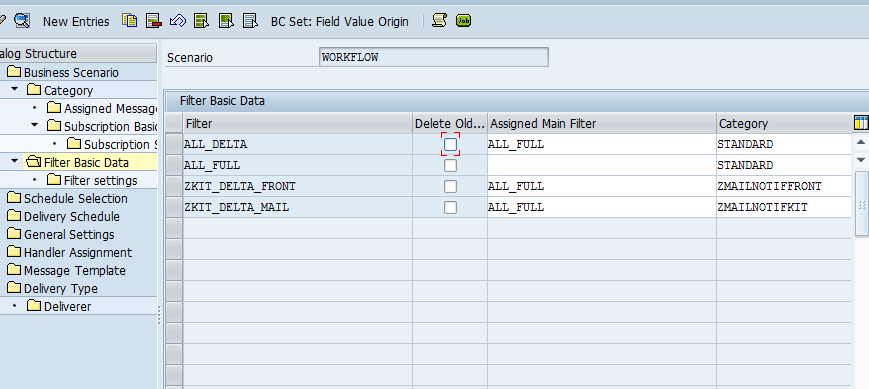 New Entries BC Set: Field Value Origin
alog Structure
Business Scenario
Category
Assigned Message
Subscription Basic
Subscription S
Filter Basic Data
Filter settings
Schedule Selection
Delivery Schedule
General Settings
Handler Assignment
Message Template
Delivery Type
Deliverer
Scenario WORKFLOW
Filter Basic Data
Filter Delete Old... Assigned Main Filter Category
ALL_DELTA ALL_FULL STANDARD
ALL_FULL STANDARD
ZKIT_DELTA_FRONT ALL_FULL ZMAILNOTIFFRONT
ZKIT_DELTA_MAIL ALL_FULL ZMAILNOTIFKIT